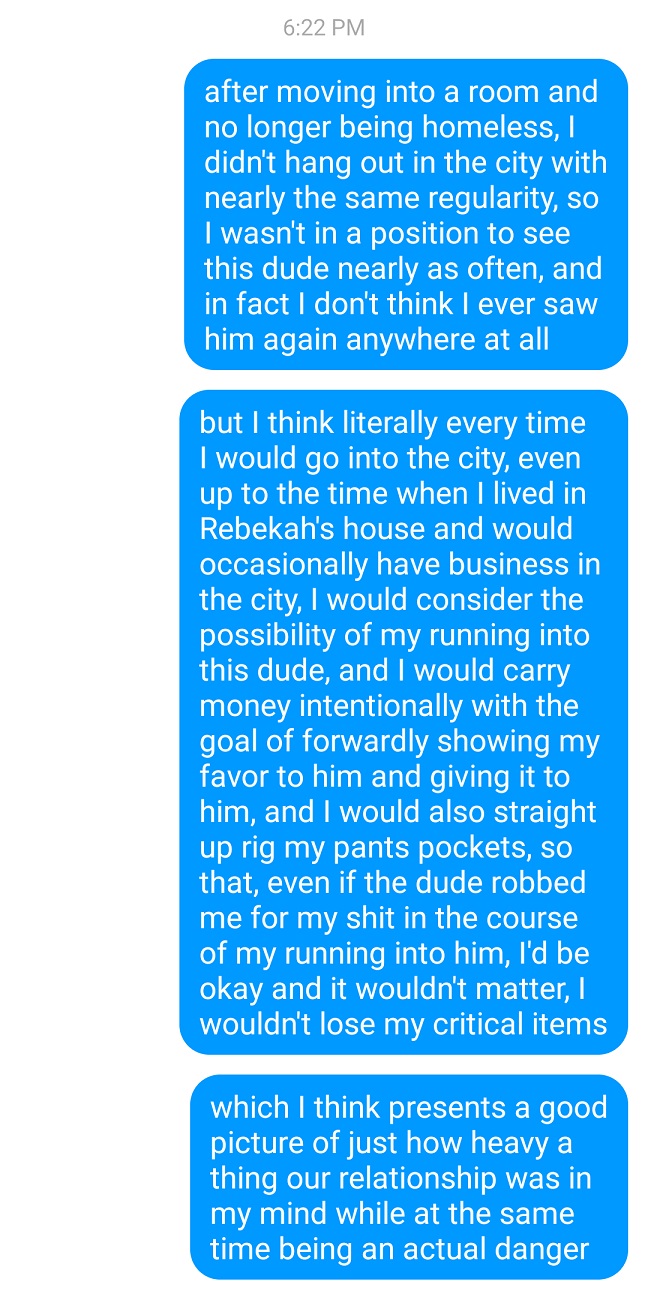 6:22 PM
after moving into a room and
no longer being homeless, I
didn't hang out in the city with
nearly the same regularity, so
I wasn't in a position to see
this dude nearly as often, and
in fact I don't think I ever saw
him again anywhere at all
but I think literally every time
I would go into the city, even
up to the time when I lived in
Rebekah's house and would
occasionally have business in
the city, I would consider the
possibility of my running into
this dude, and I would carry
money intentionally with the
goal of forwardly showing my
favor to him and giving it to
him, and I would also straight
up rig my pants pockets, so
that, even if the dude robbed
me for my shit in the course
of my running into him, I'd be
okay and it wouldn't matter, I
wouldn't lose my critical items
which I think presents a good
picture of just how heavy a
thing our relationship was in
my mind while at the same
time being an actual danger